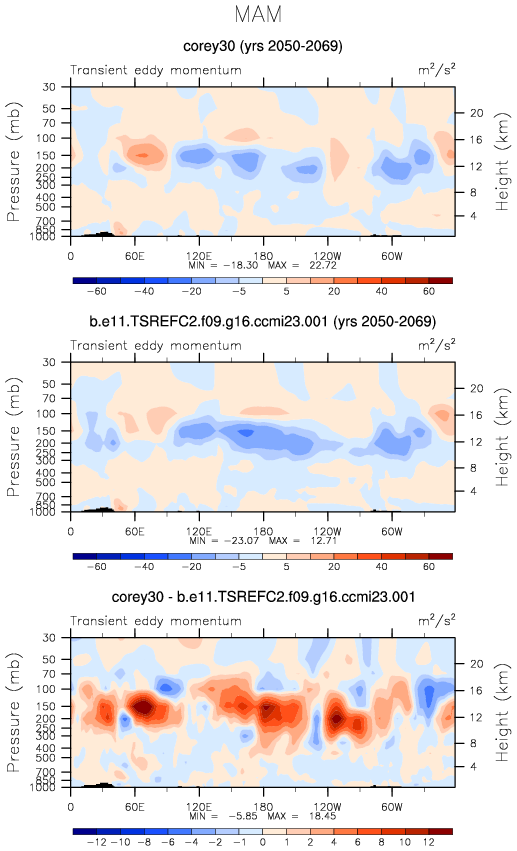 MAM
corey30 (yrs 2050-2069)
Transient eddy momentum m²/s²
Pressure (mb)
30
50
70
100
150
200
250
300
400
500
700
850
1000
20
16
12
8
4
Height (km)
0 60E 120E 180 120W 60W
MIN = -18.30 MAX = 22.72
-60 -40 -20 -5 5 20 40 60
b.e11.TSREFC2.f09.g16.ccmi23.001 (yrs 2050-2069)
Transient eddy momentum m²/s²
Pressure (mb)
30
50
70
100
150
200
250
300
400
500
700
850
1000
20
16
12
8
4
Height (km)
0 60E 120E 180 120W 60W
MIN = -23.07 MAX = 12.71
-60 -40 -20 -5 5 20 40 60
corey30 - b.e11.TSREFC2.f09.g16.ccmi23.001
Transient eddy momentum m²/s²
Pressure (mb)
30
50
70
100
150
200
250
300
400
500
700
850
1000
20
16
12
8
4
Height (km)
0 60E 120E 180 120W 60W
MIN = -5.85 MAX = 18.45
-12 -10 -8 -6 -4 -2 -1 0 1 2 4 6 8 10 12